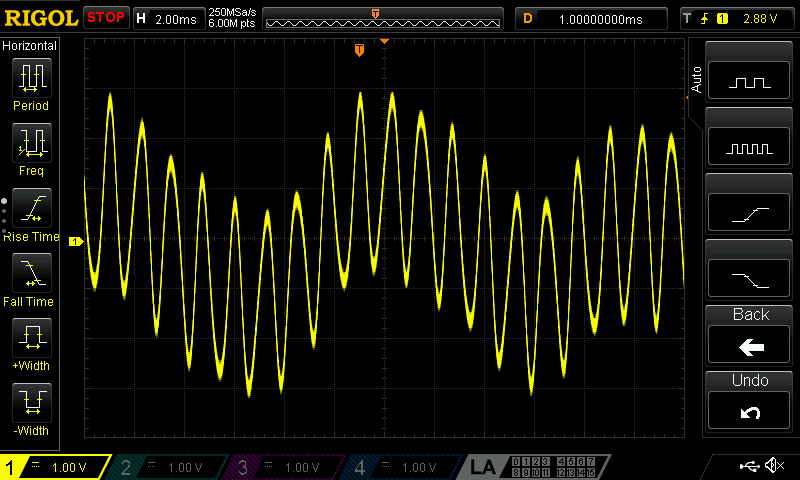 RIGOL STOP H 2.00ms 250MSa/s 6.00M pts D 1.00000000ms T 1 2.88 V
Horizontal
Period
Freq
Rise Time
Fall Time
+Width
-Width
T
T
1
Auto
Back
Undo
1 = 1.00 V 2 = 1.00 V 3 = 1.00 V 4 = 1.00 V LA 0 1 2 3 4 5 6 7
8 9 10 11 12 13 14 15